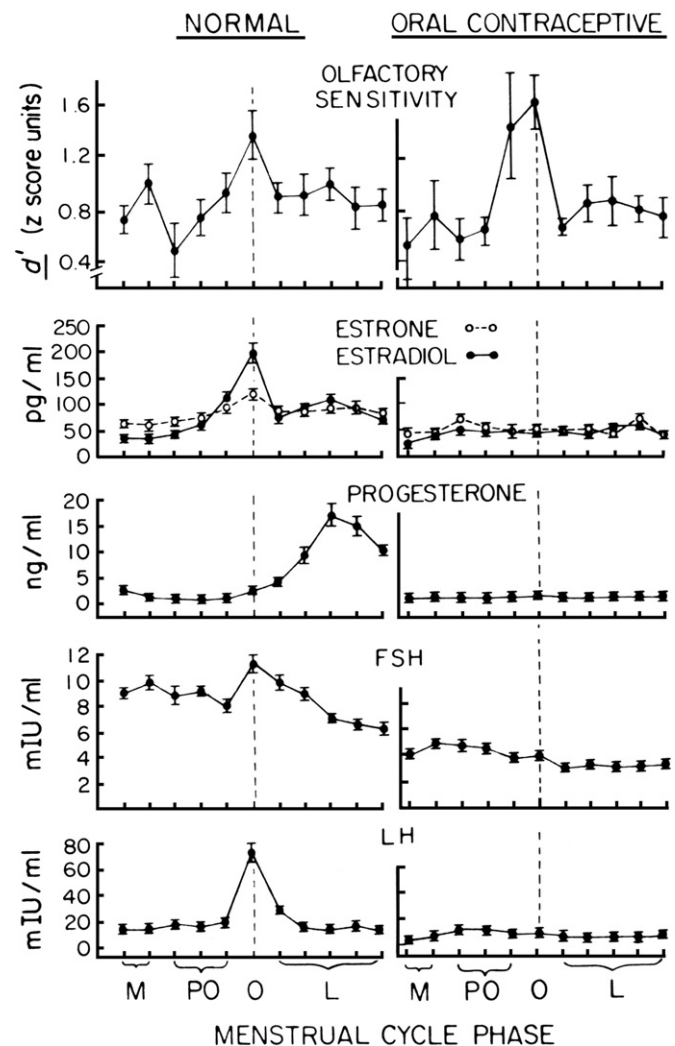 NORMAL
ORAL CONTRACEPTIVE
OLFACTORY
SENSITIVITY
d' (z score units)
1.6
1.2
0.8
0.4
ESTRONE
ESTRADIOL
pg/ml
250
200
150
100
50
0
PROGESTERONE
ng/ml
20
15
10
5
0
FSH
mIU/ml
12
10
8
6
4
2
LH
mIU/ml
80
60
40
20
0
M PO O L M PO O L
MENSTRUAL CYCLE PHASE